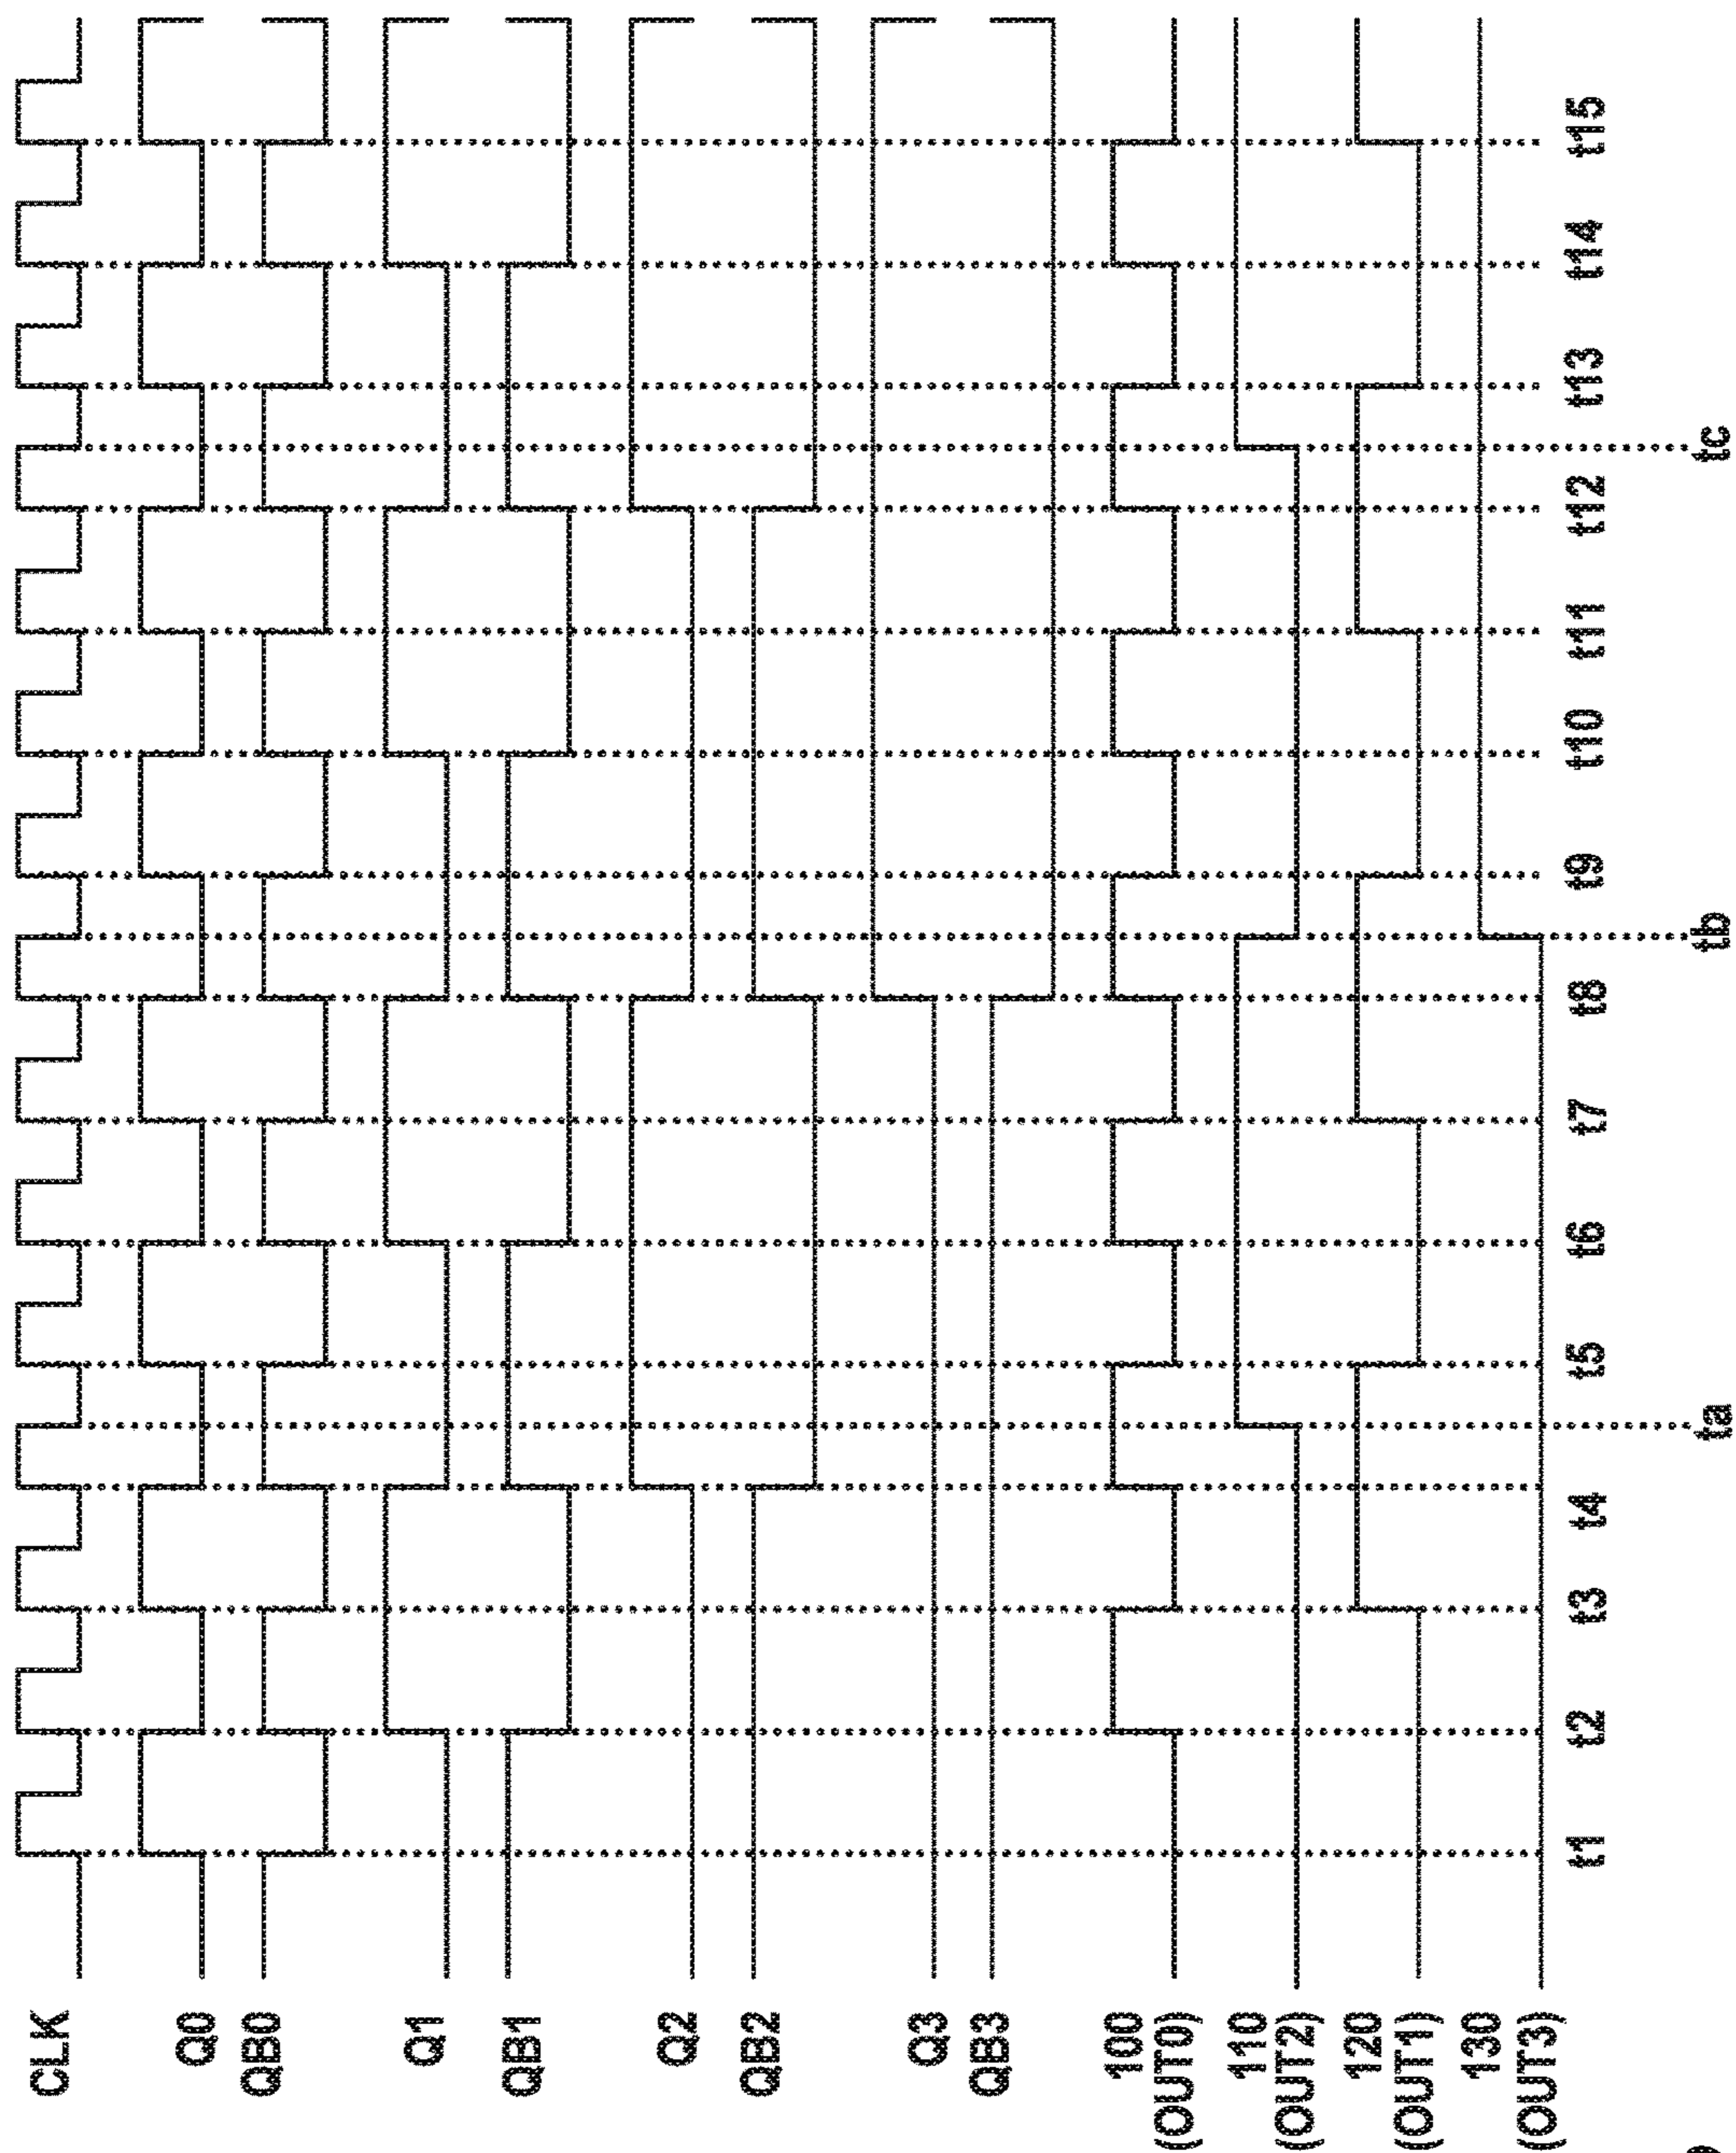 CLK
Q0
QB0
Q1
QB1
Q2
QB2
Q3
QB3
100
(OUT0)
110
(OUT2)
120
(OUT1)
130
(OUT3)
t1
t2
t3
t4
t5
t6
t7
t8
t9
t10
t11
t12
t13
t14
t15
ta
tb
tc